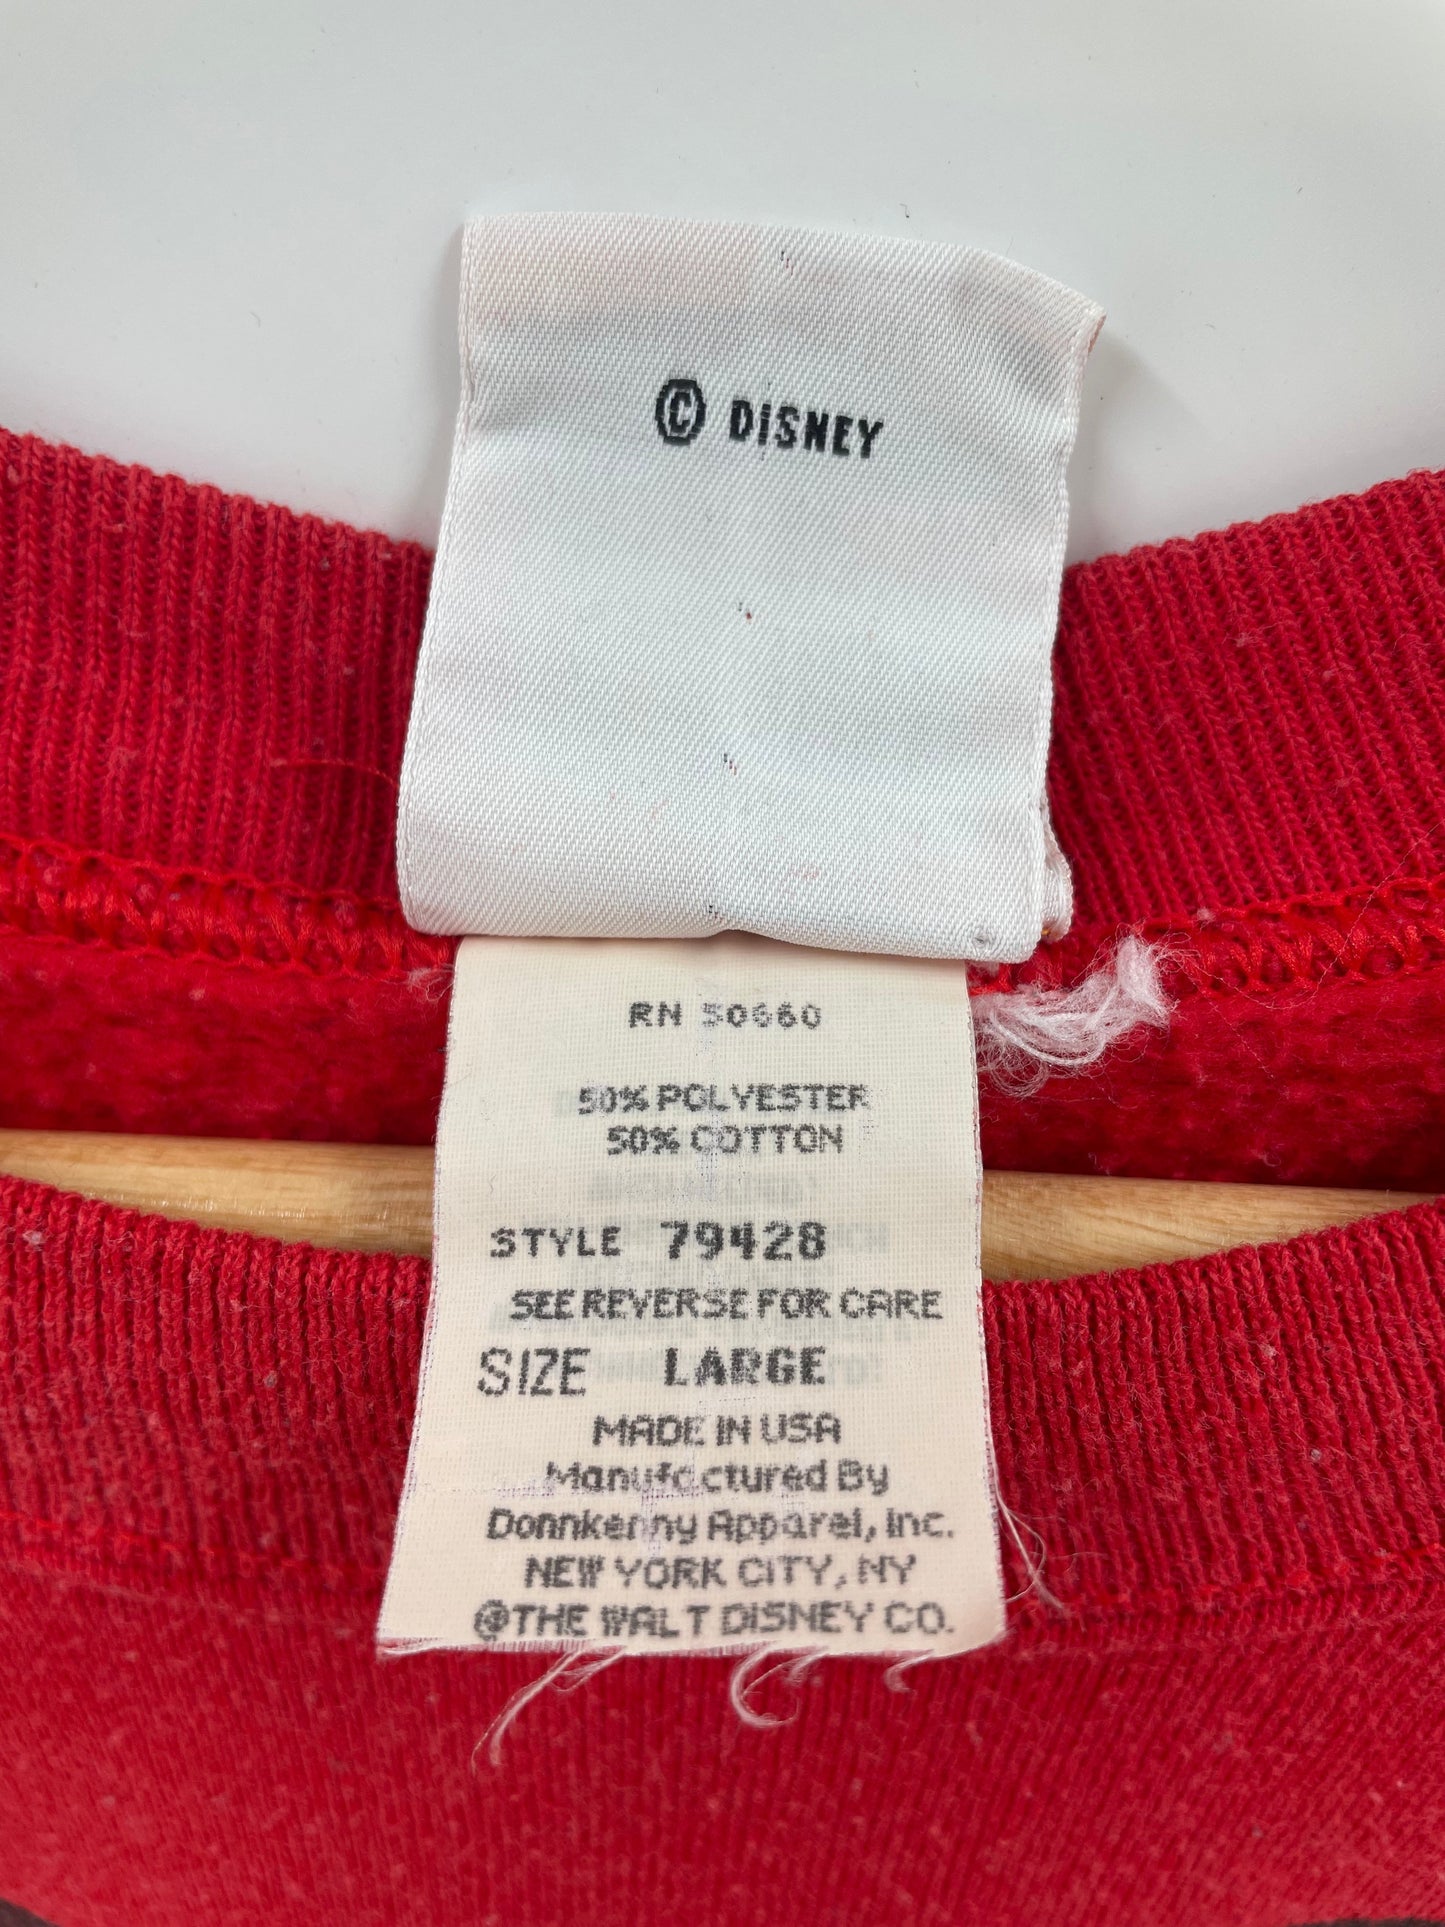 © DISNEY
RN 50660
50% POLYESTER
50% COTTON
STYLE 79428
SEE REVERSE FOR CARE
SIZE LARGE
MADE IN USA
Manufactured By
Donnkenny Apparel, Inc.
NEW YORK CITY, NY
@THE WALT DISNEY CO.